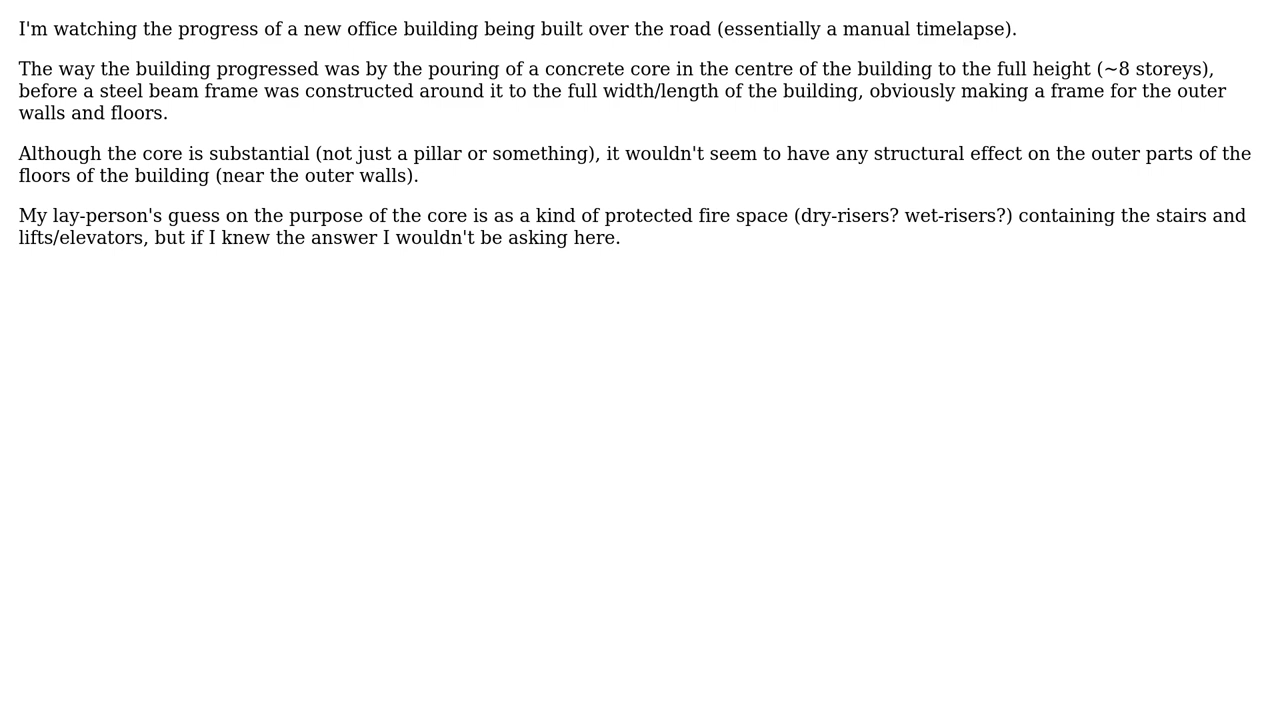 I'm watching the progress of a new office building being built over the road (essentially a manual timelapse).
The way the building progressed was by the pouring of a concrete core in the centre of the building to the full height (~8 storeys),
before a steel beam frame was constructed around it to the full width/length of the building, obviously making a frame for the outer
walls and floors.
Although the core is substantial (not just a pillar or something), it wouldn't seem to have any structural effect on the outer parts of the
floors of the building (near the outer walls).
My lay-person's guess on the purpose of the core is as a kind of protected fire space (dry-risers? wet-risers?) containing the stairs and
lifts/elevators, but if I knew the answer I wouldn't be asking here.